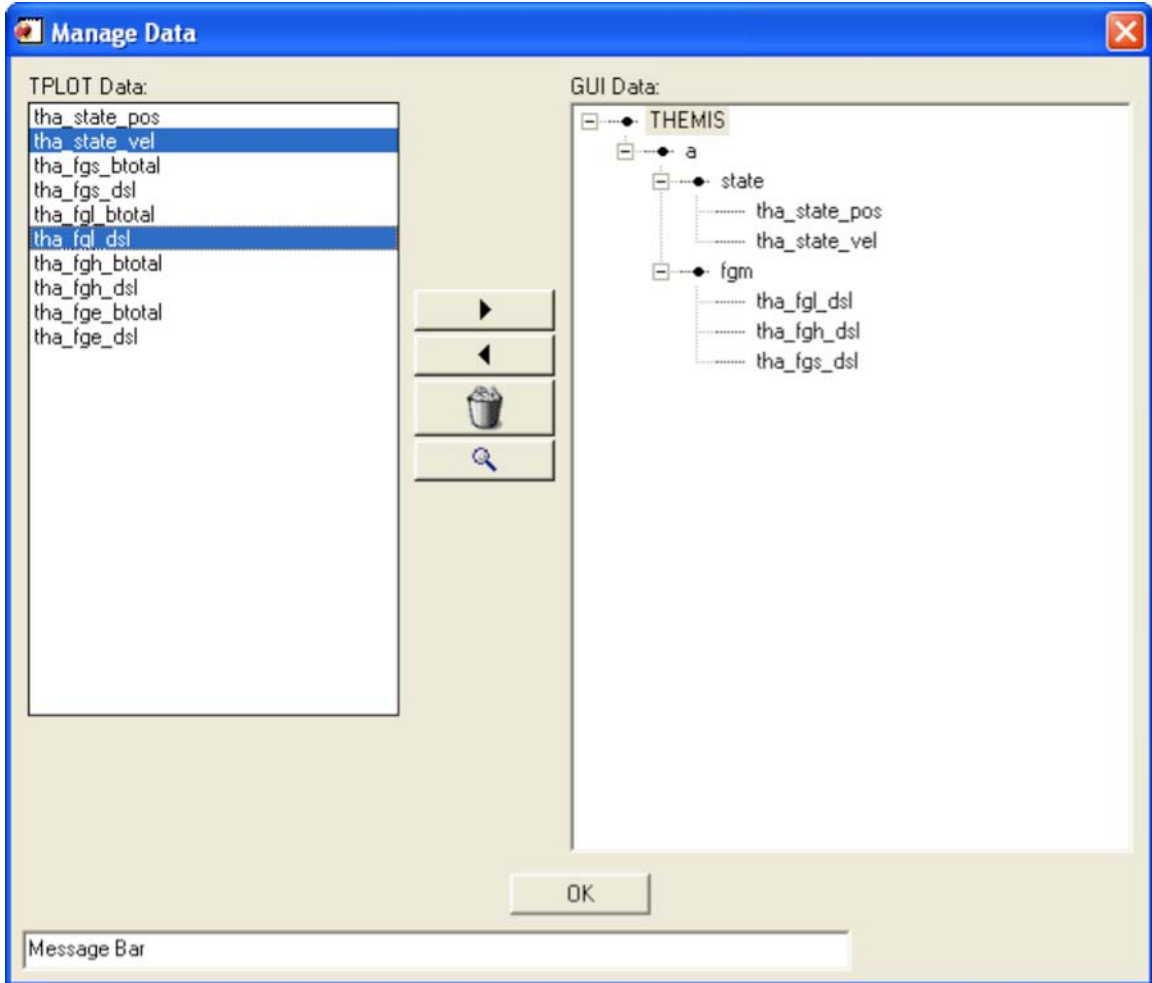 Manage Data
TPLOT Data:
tha_state_pos
tha_state_vel
tha_fgs_btotal
tha_fgs_dsl
tha_fgl_btotal
tha_fgl_dsl
tha_fgh_btotal
tha_fgh_dsl
tha_fge_btotal
tha_fge_dsl
GUI Data:
THEMIS
a
state
tha_state_pos
tha_state_vel
fgm
tha_fgl_dsl
tha_fgh_dsl
tha_fgs_dsl
OK
Message Bar